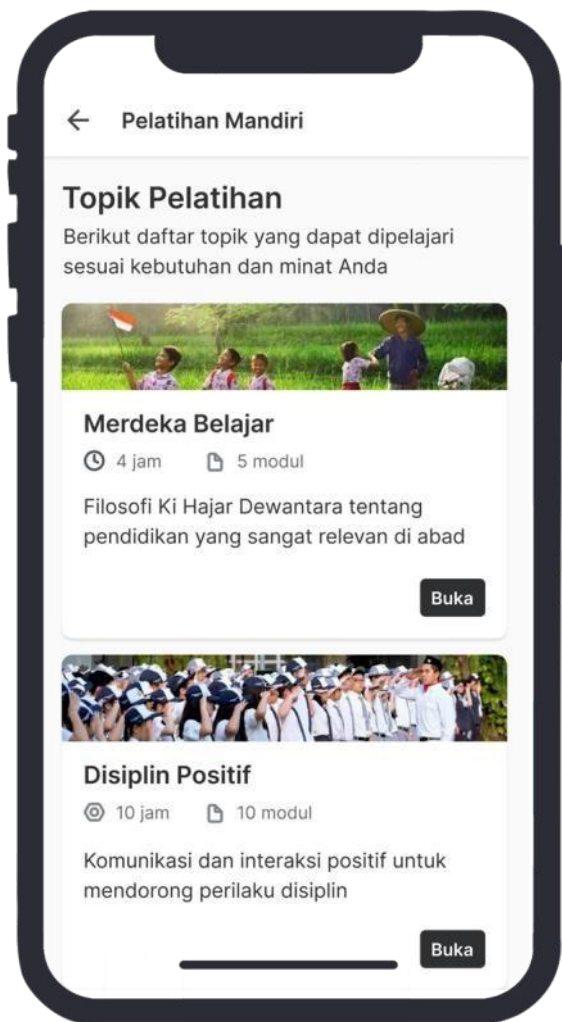 Pelatihan Mandiri
Topik Pelatihan
Berikut daftar topik yang dapat dipelajari
sesuai kebutuhan dan minat Anda
Merdeka Belajar
4 jam 5 modul
Filosofi Ki Hajar Dewantara tentang
pendidikan yang sangat relevan di abad
Buka
Disiplin Positif
10 jam 10 modul
Komunikasi dan interaksi positif untuk
mendorong perilaku disiplin
Buka